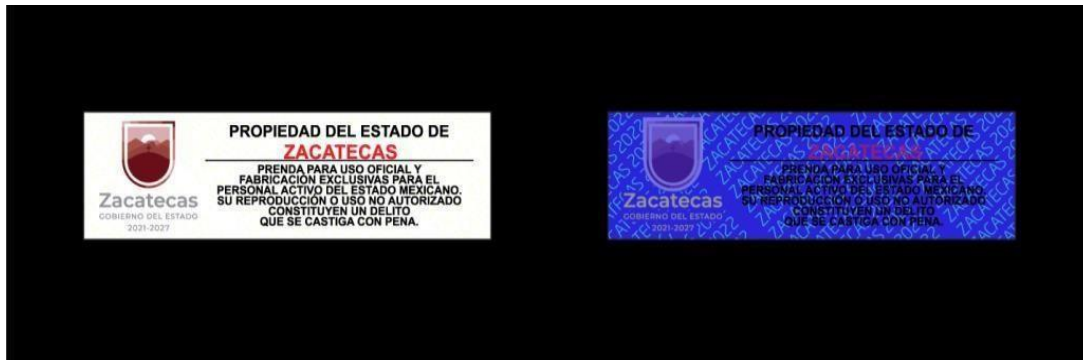 PROPIEDAD DEL ESTADO DE
ZACATECAS
PRENDA PARA USO OFICIAL Y
FABRICACIÓN EXCLUSIVAS PARA EL
PERSONAL ACTIVO DEL ESTADO MEXICANO.
SU REPRODUCCIÓN O USO NO AUTORIZADO
CONSTITUYEN UN DELITO
QUE SE CASTIGA CON PENA.
Zacatecas
GOBIERNO DEL ESTADO
2021-2027
PROPIEDAD DEL ESTADO DE
ZACATECAS
PRENDA PARA USO OFICIAL Y
FABRICACIÓN EXCLUSIVAS PARA EL
PERSONAL ACTIVO DEL ESTADO MEXICANO.
SU REPRODUCCIÓN O USO NO AUTORIZADO
CONSTITUYEN UN DELITO
QUE SE CASTIGA CON PENA.
Zacatecas
GOBIERNO DEL ESTADO
2021-2027
ZACATECAS 2022